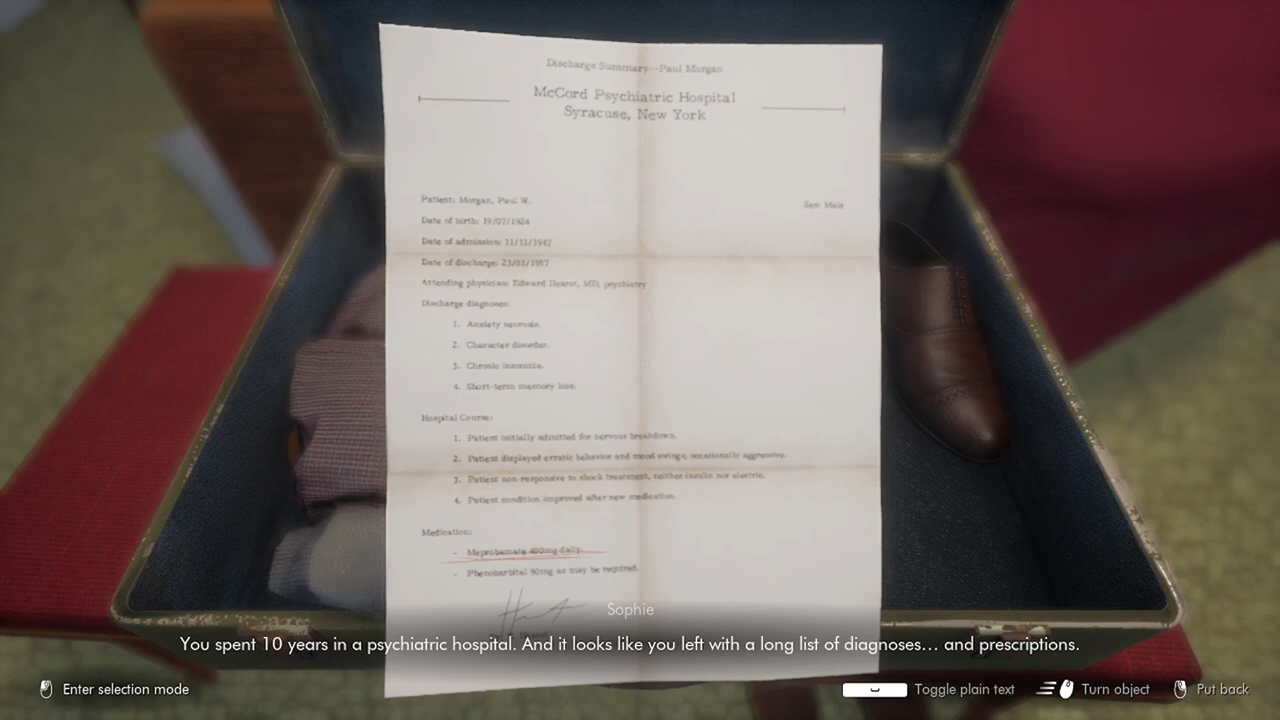 Discharge Summary--Paul Morgan
McCord Psychiatric Hospital
Syracuse, New York
Patient: Morgan, Paul W.
Sex: Male
Date of birth: 19/07/1924
Date of admission: 11/11/1947
Date of discharge: 23/01/1957
Attending physician: Edward Hearst, MD; psychiatry
Discharge diagnoses:
1. Anxiety neurosis.
2. Character disorder.
3. Chronic insomnia.
4. Short-term memory loss.
Hospital Course:
1. Patient initially admitted for nervous breakdown.
2. Patient displayed erratic behavior and mood swings, occasionally aggressive.
3. Patient non-responsive to shock treatment, neither insulin nor electric.
4. Patient condition improved after new medication.
Medication:
- Meprobamate 400mg daily.
- Phenobarbital 50mg as may be required.
Sophie
You spent 10 years in a psychiatric hospital. And it looks like you left with a long list of diagnoses... and prescriptions.
Enter selection mode
Toggle plain text
Turn object
Put back